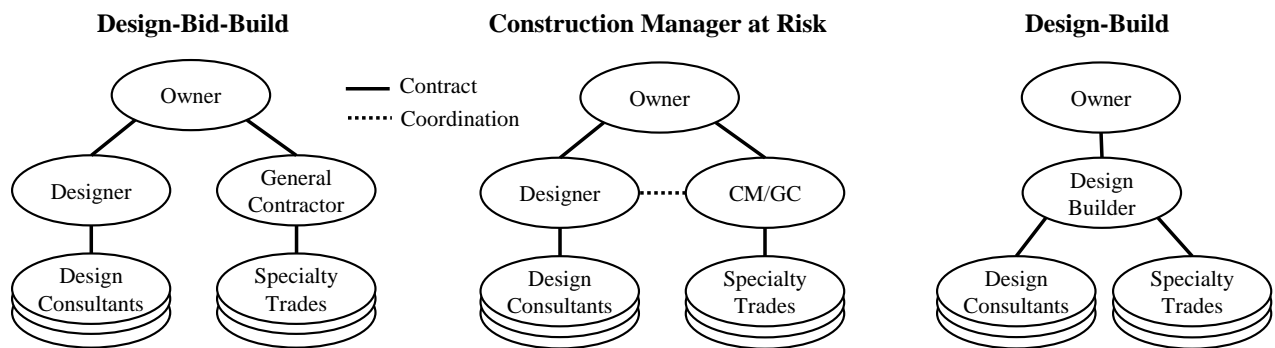 Design-Bid-Build
Construction Manager at Risk
Design-Build
Owner
Contract
Coordination
Owner
Owner
Designer
General
Contractor
Designer
CM/GC
Design
Builder
Design
Consultants
Specialty
Trades
Design
Consultants
Specialty
Trades
Design
Consultants
Specialty
Trades